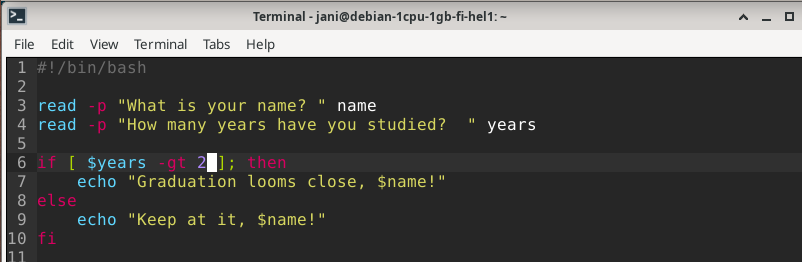 Terminal - jani@debian-1cpu-1gb-fi-hel1: ~
File Edit View Terminal Tabs Help
1 #!/bin/bash
2
3 read -p "What is your name? " name
4 read -p "How many years have you studied?  " years
5
6 if [ $years -gt 2 ]; then
7     echo "Graduation looms close, $name!"
8 else
9     echo "Keep at it, $name!"
10 fi
11